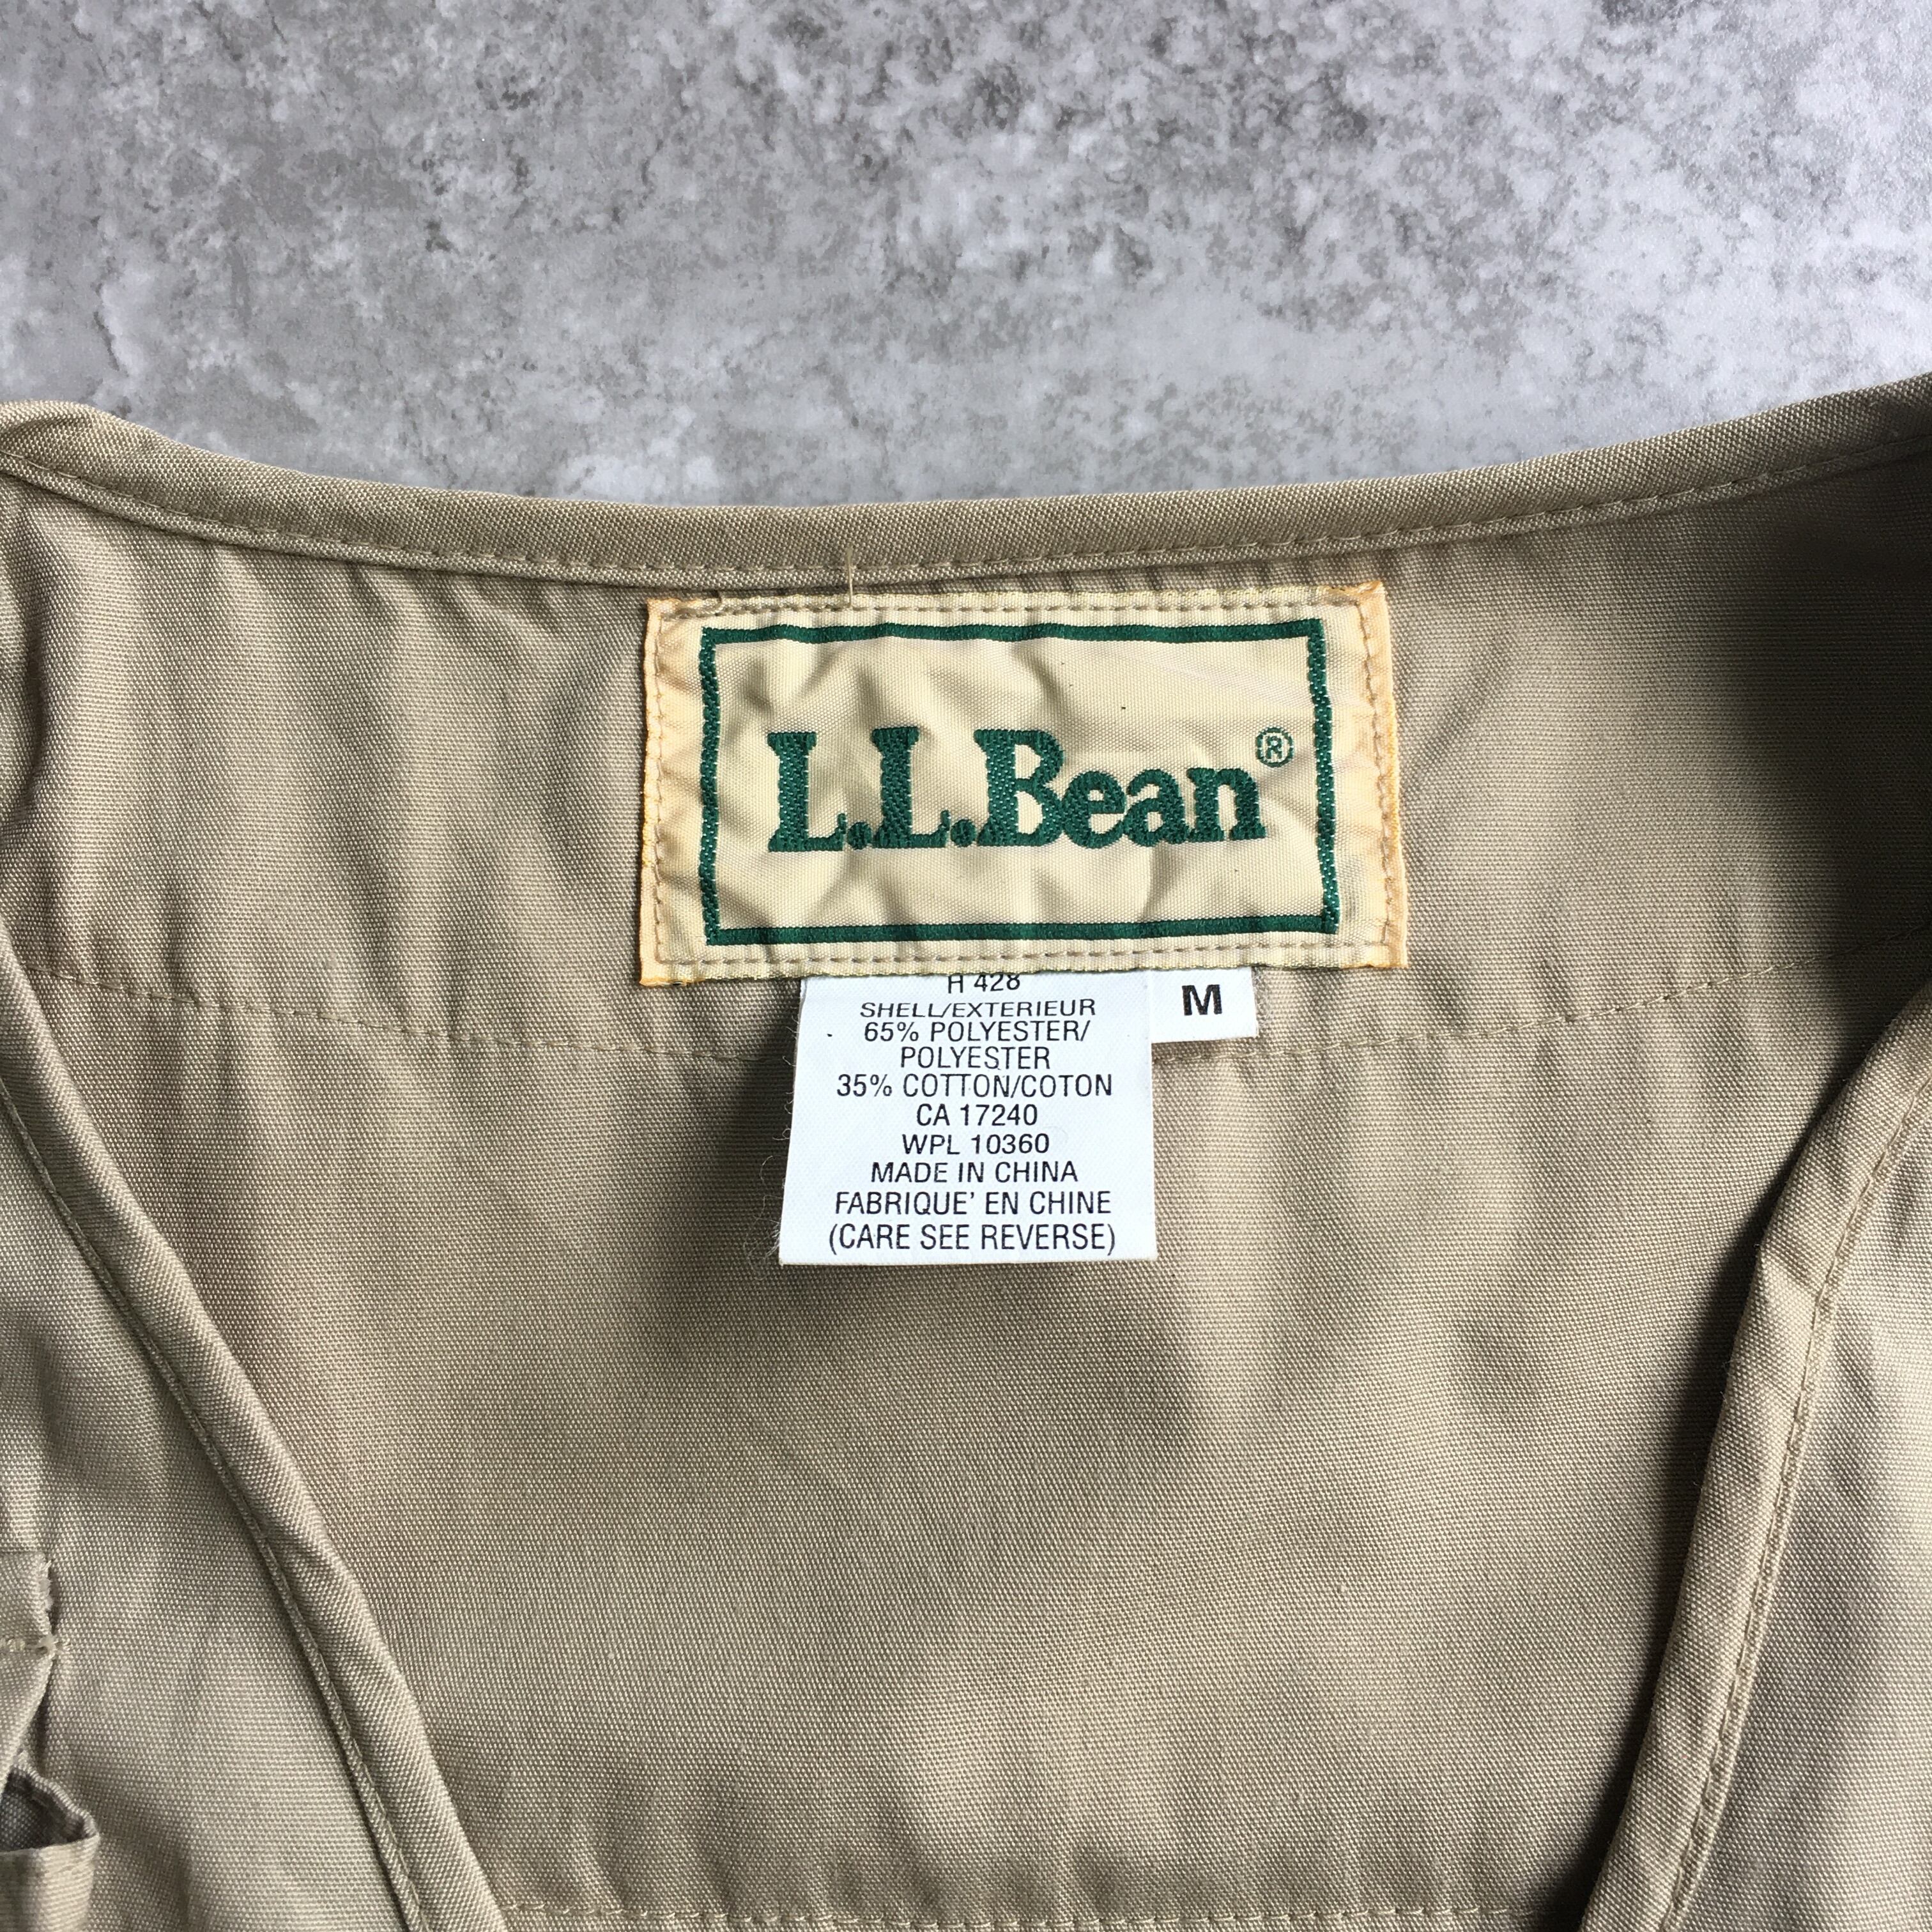 L.L.Bean®
H 428
M
SHELL/EXTERIEUR
65% POLYESTER/
POLYESTER
35% COTTON/COTON
CA 17240
WPL 10360
MADE IN CHINA
FABRIQUE' EN CHINE
(CARE SEE REVERSE)